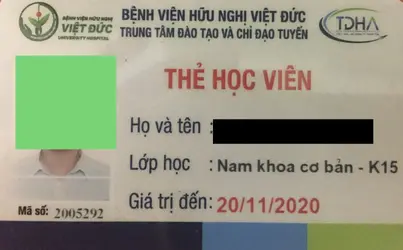 BỆNH VIỆN HỮU NGHỊ VIỆT ĐỨC
TRUNG TÂM ĐÀO TẠO VÀ CHỈ ĐẠO TUYẾN
BỆNH VIỆN HỮU NGHỊ
VIỆT ĐỨC
UNIVERSITY HOSPITAL
TDHA
THẺ HỌC VIÊN
Họ và tên :
Lớp học : Nam khoa cơ bản - K15
Giá trị đến: 20/11/2020
Mã số: 2005292